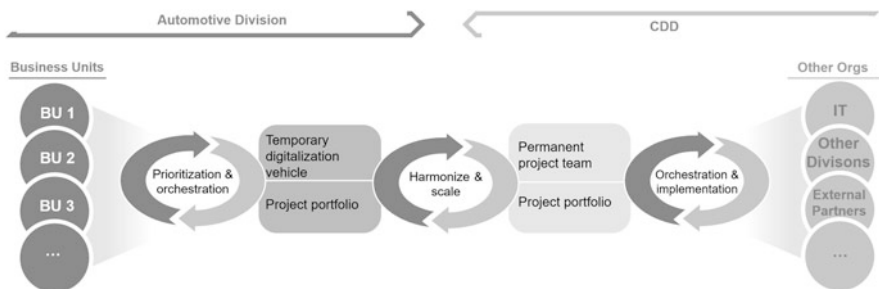 Automotive Division
CDD
Business Units
Other Orgs
BU 1
BU 2
BU 3
...
Prioritization &
orchestration
Temporary
digitalization
vehicle
Project portfolio
Harmonize &
scale
Permanent
project team
Project portfolio
Orchestration &
implementation
IT
Other
Divisons
External
Partners
...